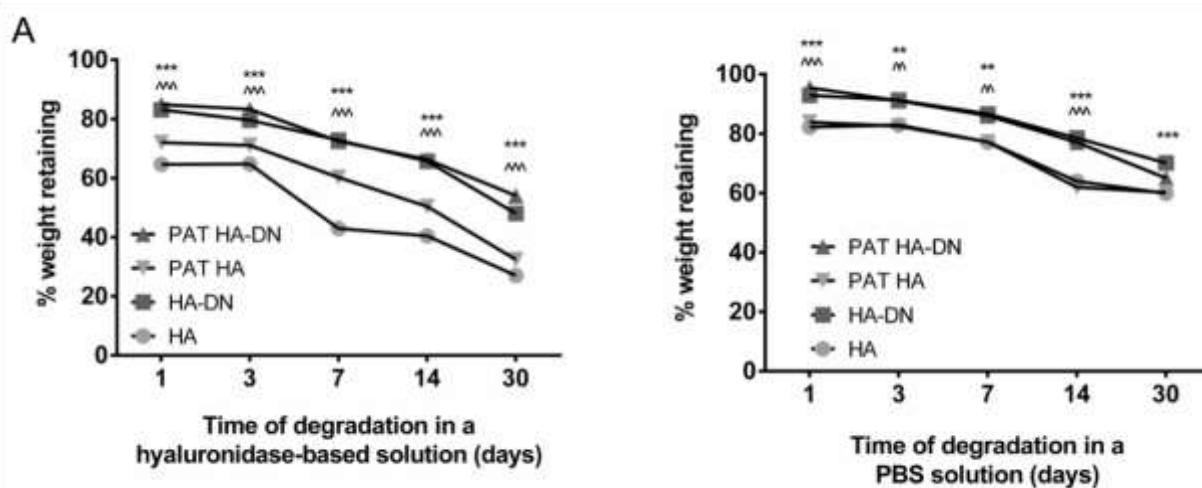 A
% weight retaining
100
80
60
40
20
0
*** *** *** *** ***
^^^ ^^^ ^^^ ^^^ ^^^
PAT HA-DN
PAT HA
HA-DN
HA
1 3 7 14 30
Time of degradation in a
hyaluronidase-based solution (days)
% weight retaining
100
80
60
40
20
0
*** ** ** *** ***
^^^ ^^ ^^ ^^^
PAT HA-DN
PAT HA
HA-DN
HA
1 3 7 14 30
Time of degradation in a
PBS solution (days)